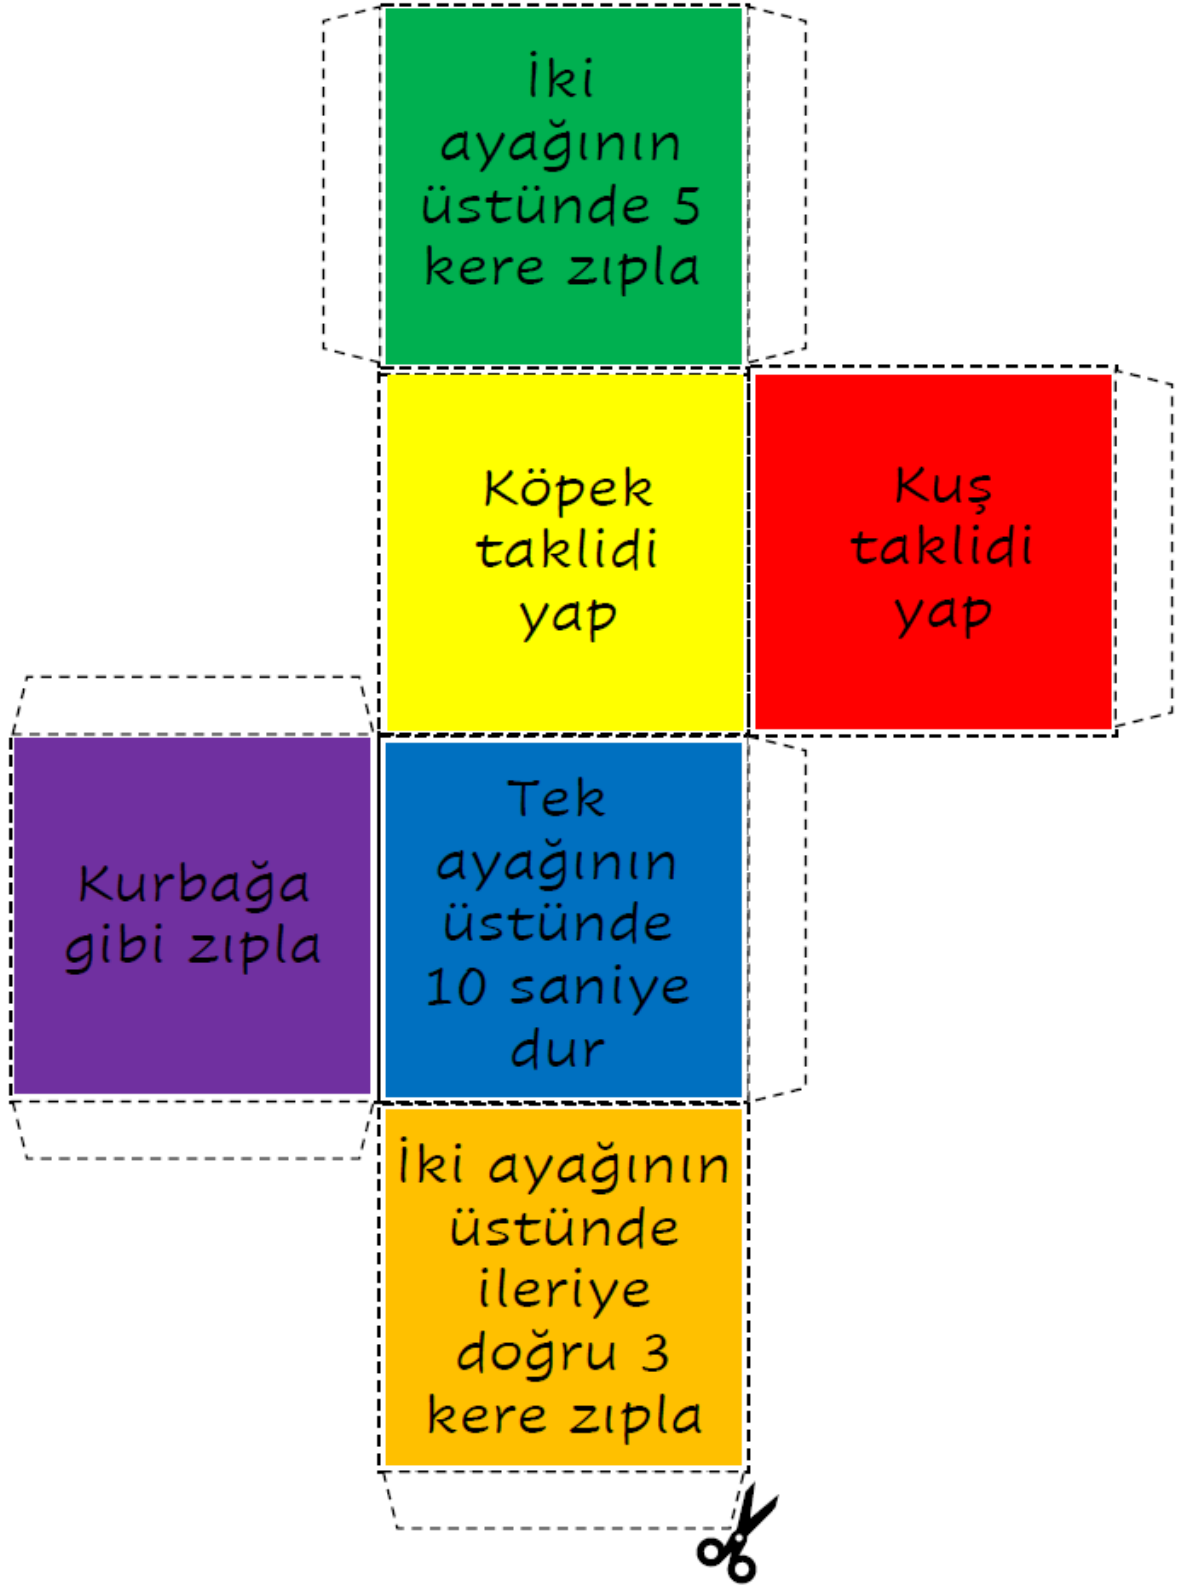 İki
ayağının
üstünde 5
kere zıpla
Köpek
taklidi
yap
Kuş
taklidi
yap
Kurbağa
gibi zıpla
Tek
ayağının
üstünde
10 saniye
dur
İki ayağının
üstünde
ileriye
doğru 3
kere zıpla